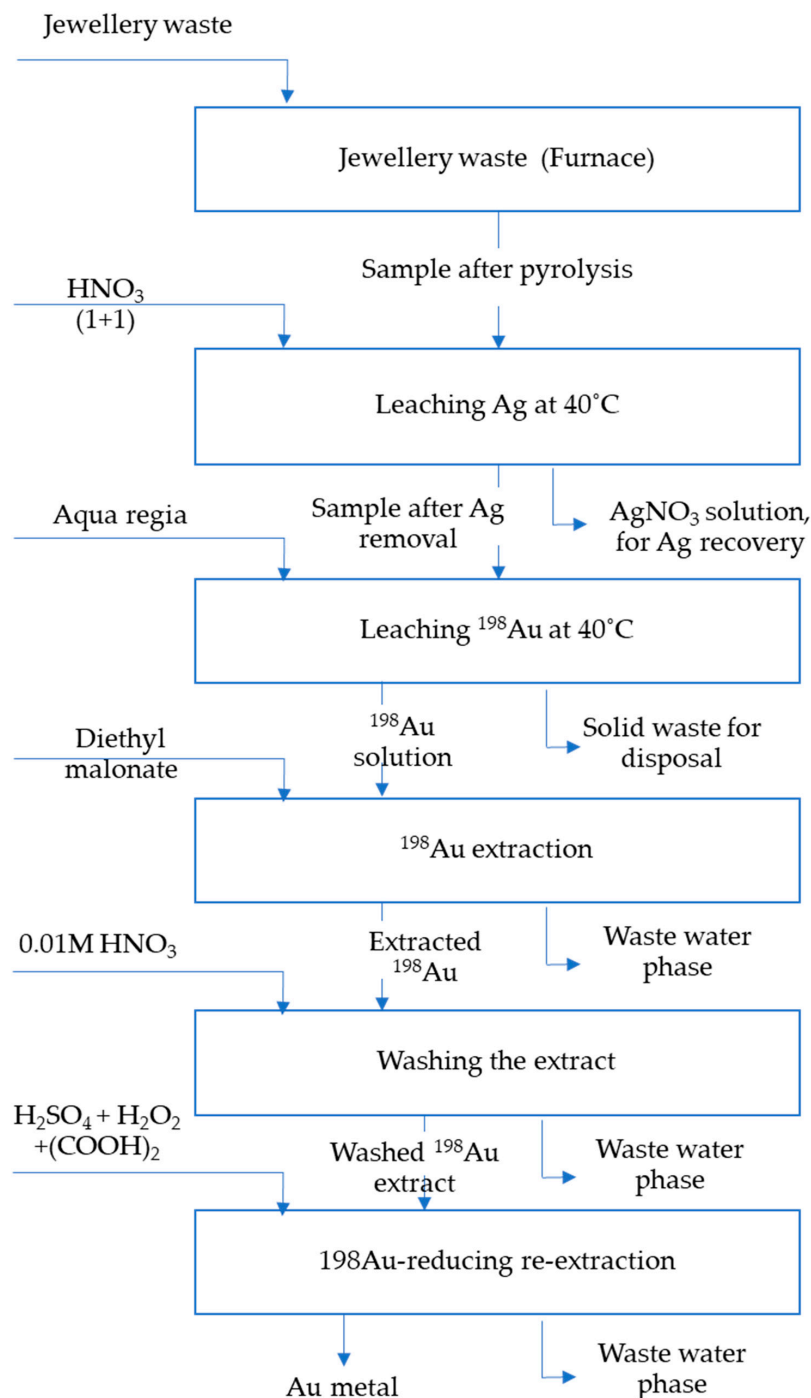 Jewellery waste
Jewellery waste (Furnace)
Sample after pyrolysis
HNO₃
(1+1)
Leaching Ag at 40˚C
Aqua regia
Sample after Ag
removal
AgNO₃ solution,
for Ag recovery
Leaching ¹⁹⁸Au at 40˚C
Diethyl
malonate
¹⁹⁸Au
solution
Solid waste for
disposal
¹⁹⁸Au extraction
0.01M HNO₃
Extracted
¹⁹⁸Au
Waste water
phase
Washing the extract
H₂SO₄ + H₂O₂
+(COOH)₂
Washed ¹⁹⁸Au
extract
Waste water
phase
198Au-reducing re-extraction
Au metal
Waste water
phase